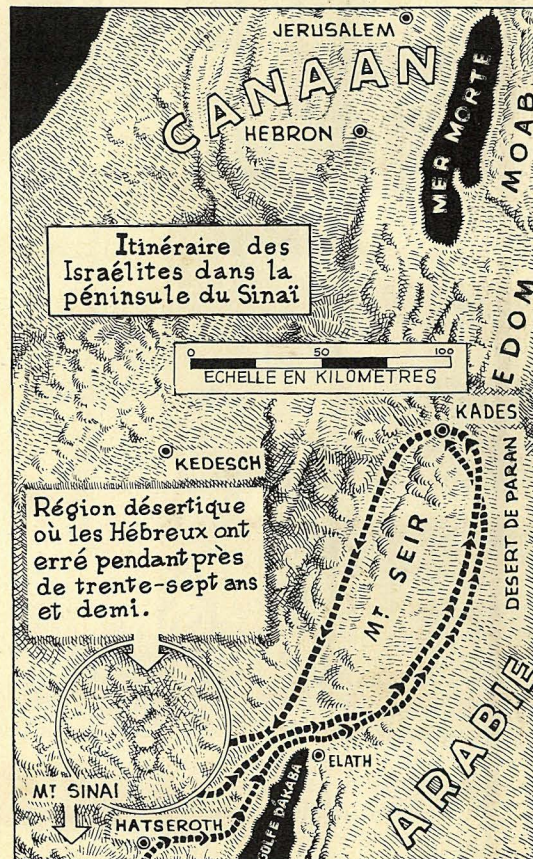 JERUSALEM
CANAAN
HEBRON
MER MORTE
MOAB
Itinéraire des
Israélites dans la
péninsule du Sinaï
EDOM
0 50 100
ECHELLE EN KILOMETRES
KADES
KEDESCH
DESERT DE PARAN
Région désertique
où les Hébreux ont
erré pendant près
de trente-sept ans
et demi.
MT SEIR
ARABIE
ELATH
MT SINAI
GOLFE DÁKABA
HATSEROTH